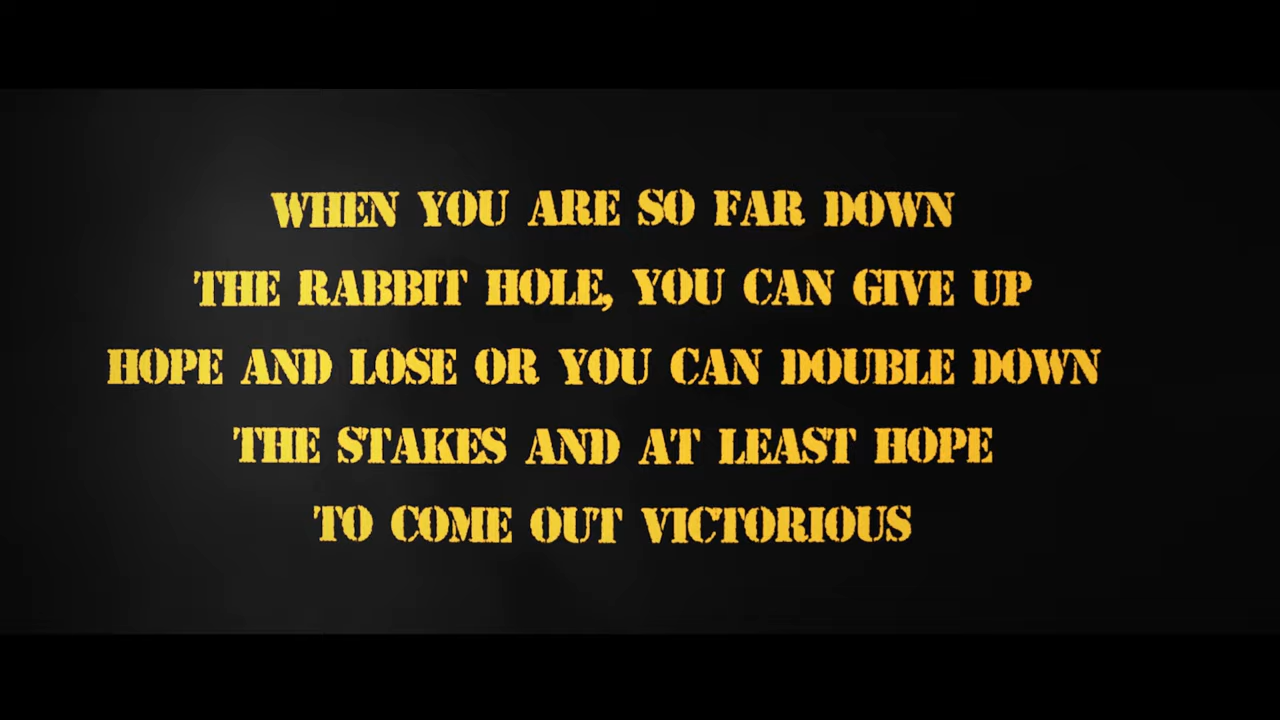 WHEN YOU ARE SO FAR DOWN
THE RABBIT HOLE, YOU CAN GIVE UP
HOPE AND LOSE OR YOU CAN DOUBLE DOWN
THE STAKES AND AT LEAST HOPE
TO COME OUT VICTORIOUS